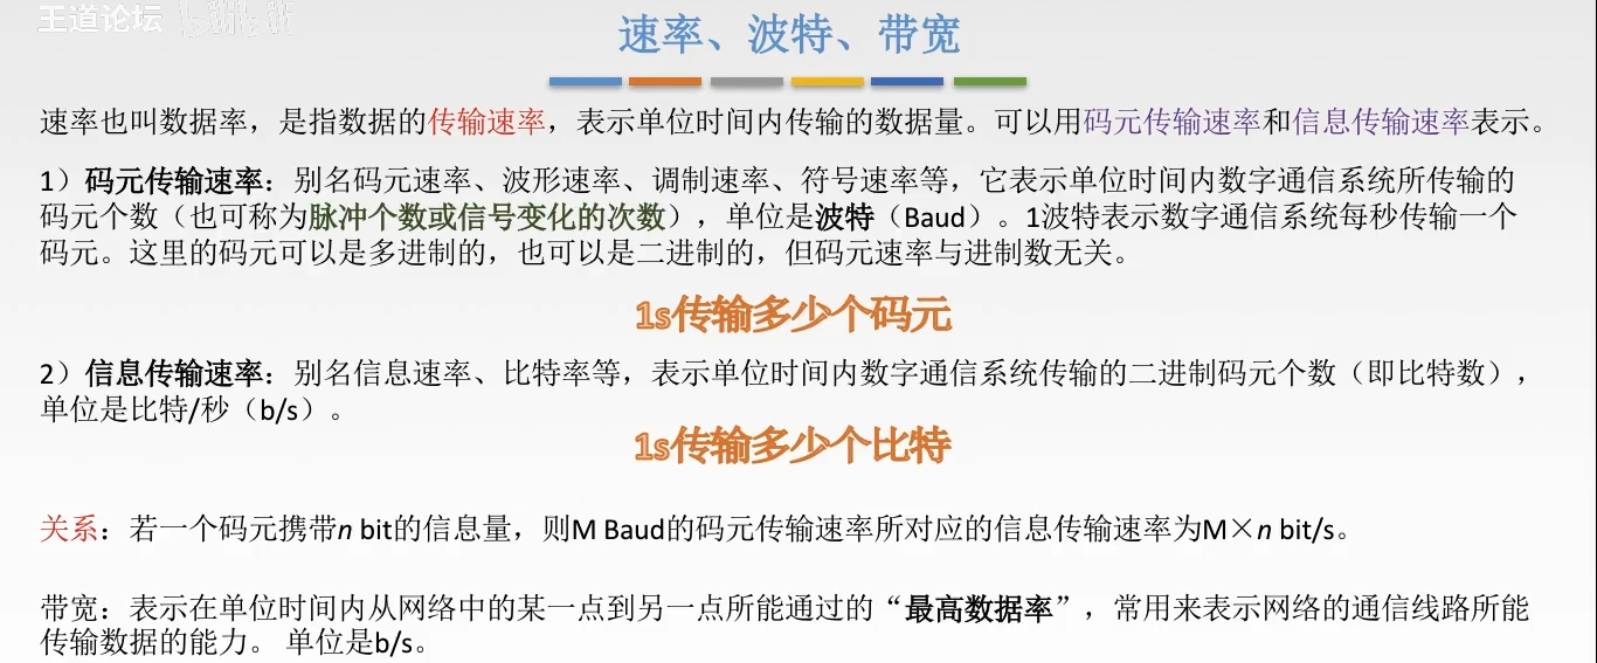 王道论坛 bilibili
速率、波特、带宽
速率也叫数据率，是指数据的传输速率，表示单位时间内传输的数据量。可以用码元传输速率和信息传输速率表示。
1）码元传输速率：别名码元速率、波形速率、调制速率、符号速率等，它表示单位时间内数字通信系统所传输的
码元个数（也可称为脉冲个数或信号变化的次数），单位是波特（Baud）。1波特表示数字通信系统每秒传输一个
码元。这里的码元可以是多进制的，也可以是二进制的，但码元速率与进制数无关。
1s传输多少个码元
2）信息传输速率：别名信息速率、比特率等，表示单位时间内数字通信系统传输的二进制码元个数（即比特数），
单位是比特/秒（b/s）。
1s传输多少个比特
关系：若一个码元携带n bit的信息量，则M Baud的码元传输速率所对应的信息传输速率为M×n bit/s。
带宽：表示在单位时间内从网络中的某一点到另一点所能通过的“最高数据率”，常用来表示网络的通信线路所能
传输数据的能力。 单位是b/s。